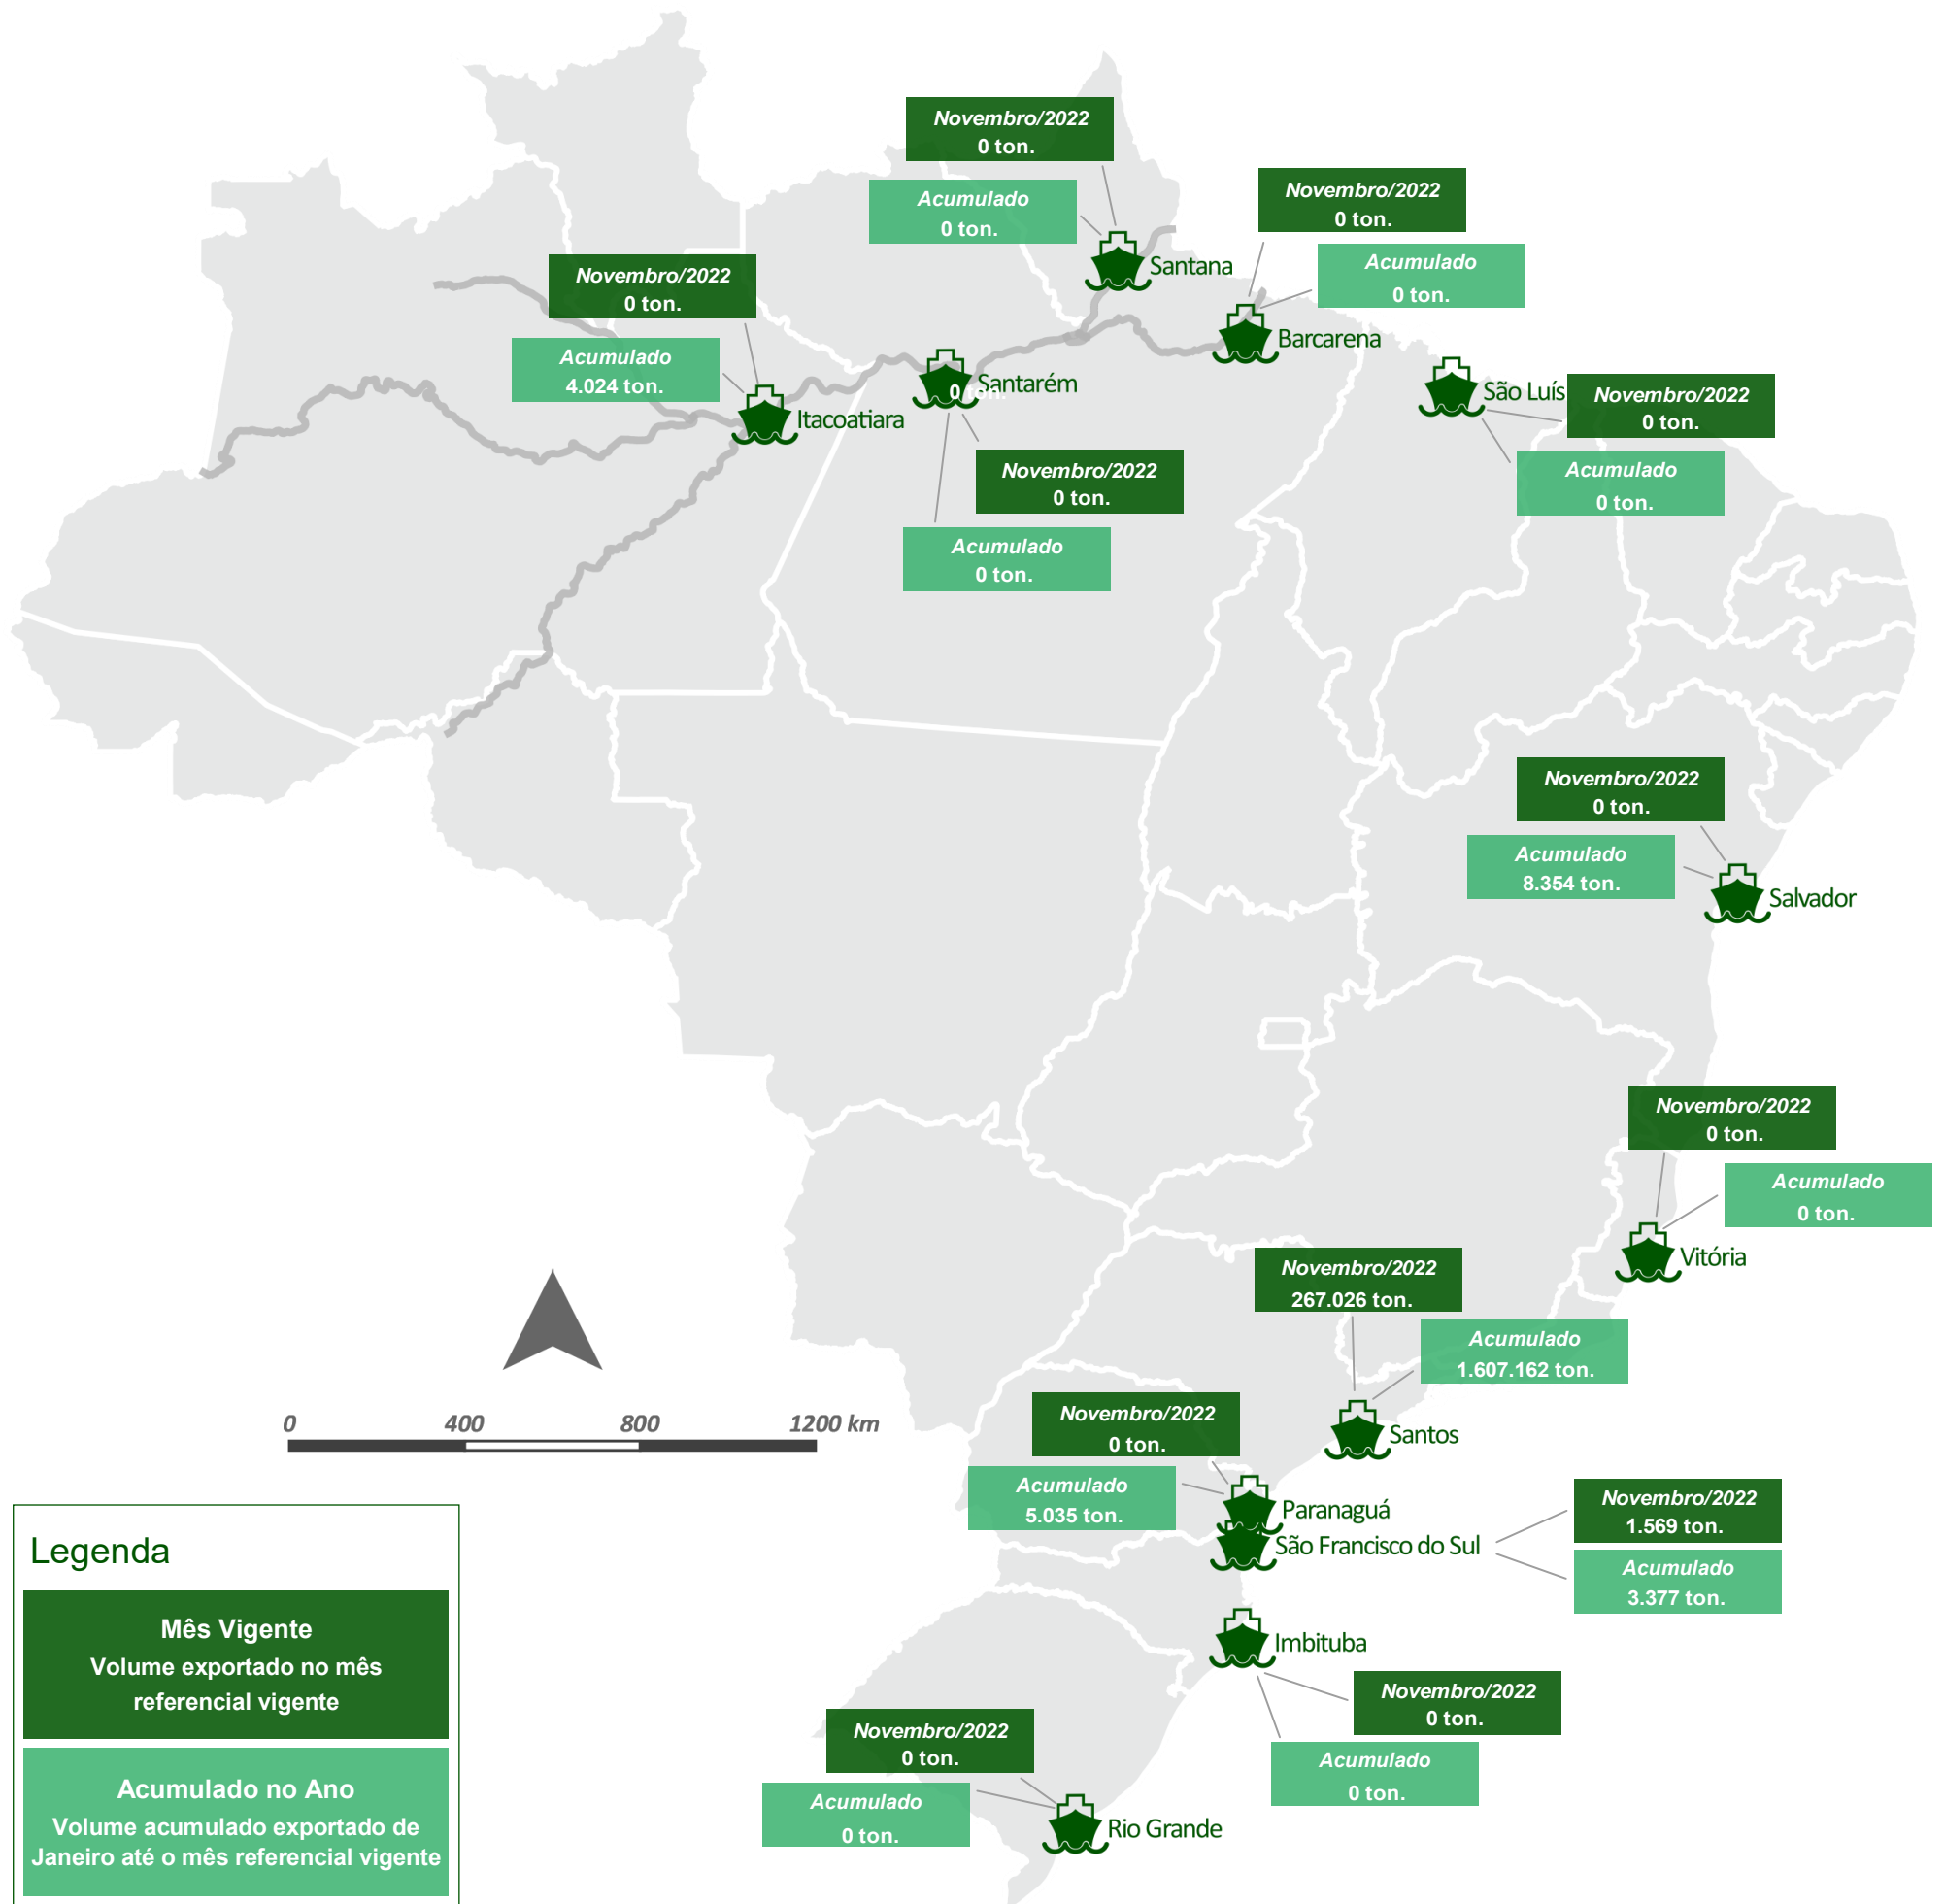 Novembro/2022
0 ton.
Acumulado
0 ton.
Santana
Novembro/2022
0 ton.
Acumulado
0 ton.
Barcarena
Novembro/2022
0 ton.
Acumulado
4.024 ton.
Itacoatiara
0 ton.
Santarém
Novembro/2022
0 ton.
Acumulado
0 ton.
São Luís
Novembro/2022
0 ton.
Acumulado
0 ton.
Novembro/2022
0 ton.
Acumulado
8.354 ton.
Salvador
Novembro/2022
0 ton.
Acumulado
0 ton.
Vitória
Novembro/2022
267.026 ton.
Acumulado
1.607.162 ton.
Santos
Novembro/2022
0 ton.
Acumulado
5.035 ton.
Paranaguá
São Francisco do Sul
Novembro/2022
1.569 ton.
Acumulado
3.377 ton.
Imbituba
Novembro/2022
0 ton.
Acumulado
0 ton.
Novembro/2022
0 ton.
Acumulado
0 ton.
Rio Grande
0 400 800 1200 km
Legenda
Mês Vigente
Volume exportado no mês
referencial vigente
Acumulado no Ano
Volume acumulado exportado de
Janeiro até o mês referencial vigente